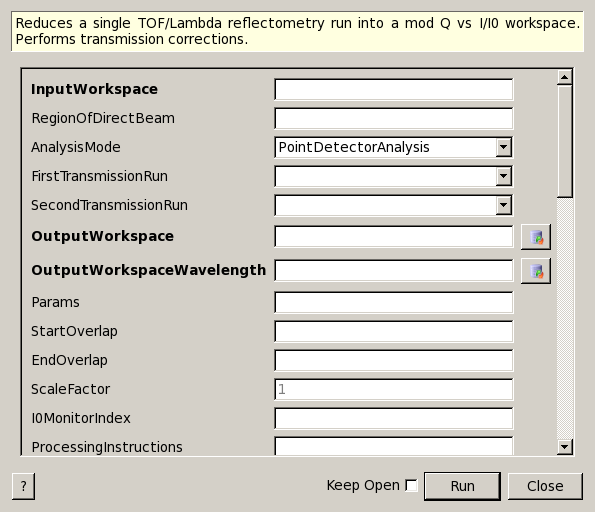 Reduces a single TOF/Lambda reflectometry run into a mod Q vs I/I0 workspace.
Performs transmission corrections.
InputWorkspace
RegionOfDirectBeam
AnalysisMode PointDetectorAnalysis
FirstTransmissionRun
SecondTransmissionRun
OutputWorkspace
OutputWorkspaceWavelength
Params
StartOverlap
EndOverlap
ScaleFactor 1
I0MonitorIndex
ProcessingInstructions
? Keep Open Run Close